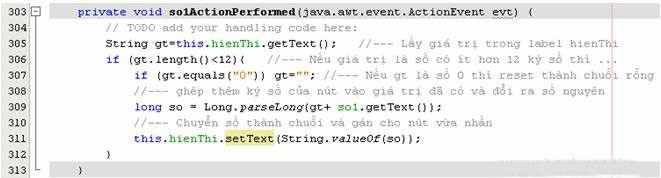 303 private void so1ActionPerformed(java.awt.event.ActionEvent evt) {
304 // TODO add your handling code here:
305 String gt=this.hienThi.getText(); //--- Lấy giá trị trong label hienThi
306 if (gt.length()<12){ //--- Nếu giá trị là số có ít hơn 12 ký số thì ...
307 if (gt.equals("0")) gt=""; //--- Nếu gt là số 0 thì reset thành chuỗi rỗng
308 //--- ghép thêm ký số của nút vào giá trị đã có và đổi ra số nguyên
309 long so = Long.parseLong(gt+ so1.getText());
310 //--- Chuyển số thành chuỗi và gán cho nút vừa nhấn
311 this.hienThi.setText(String.valueOf(so));
312 }
313 }